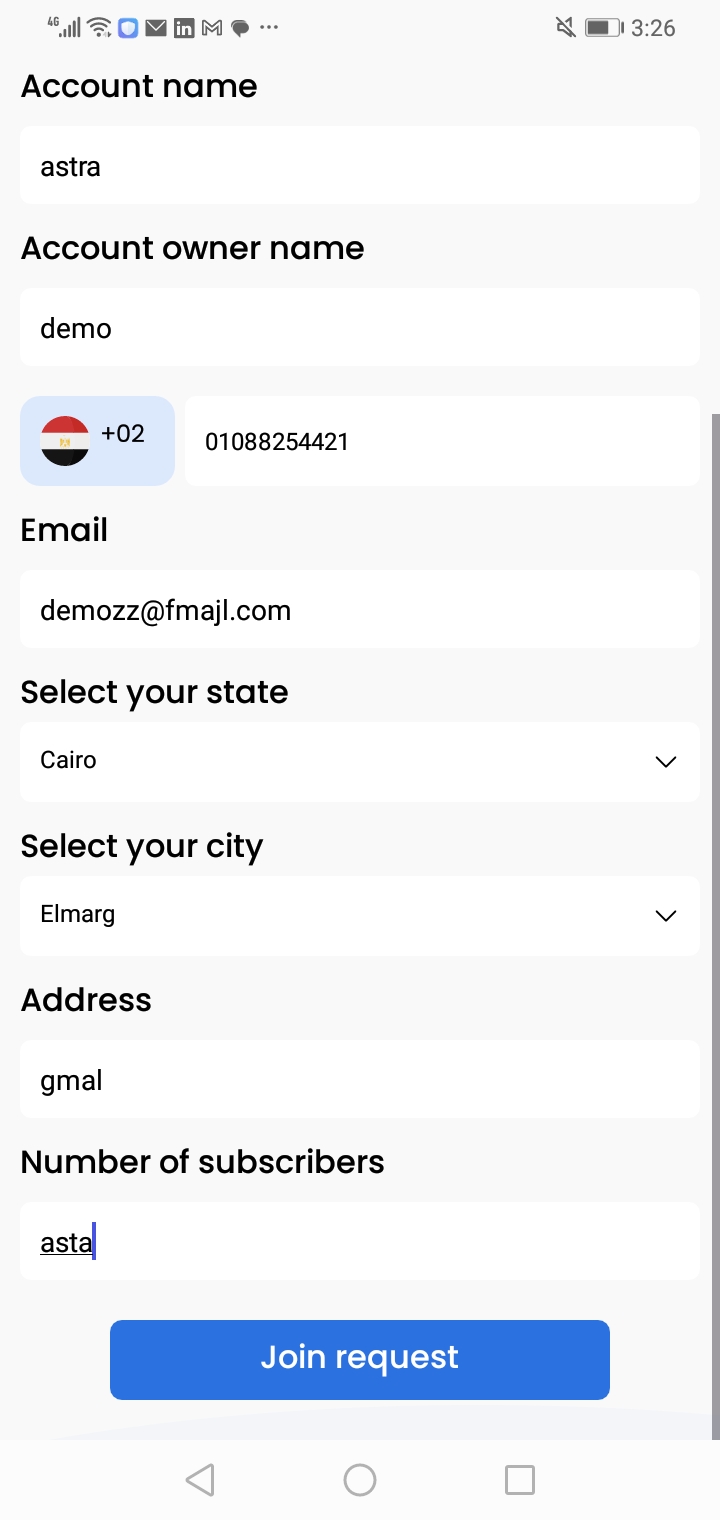 4G 3:26
Account name
astra
Account owner name
demo
+02 01088254421
Email
demozz@fmajl.com
Select your state
Cairo
Select your city
Elmarg
Address
gmal
Number of subscribers
asta
Join request